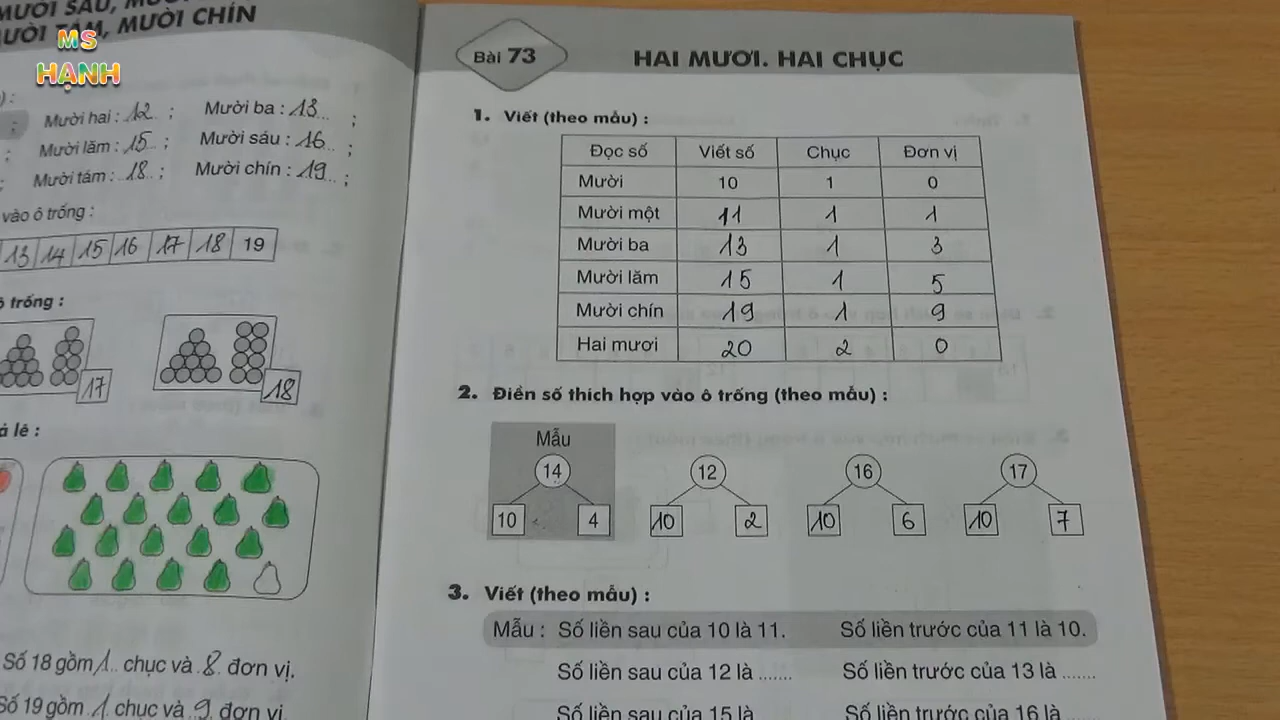 MS
HẠNH
MƯỜI SÁU,
MƯỜI TÁM, MƯỜI CHÍN
Mười hai : 12 ; Mười ba : 13 ;
; Mười lăm : 15 ; Mười sáu : 16 ;
; Mười tám : 18 ; Mười chín : 19 ;
vào ô trống :
13 14 15 16 17 18 19
ô trống :
17 18
lê :
Số 18 gồm 1 chục và 8 đơn vị.
Số 19 gồm 1 chục và 9 đơn vị
Bài 73 HAI MƯƠI. HAI CHỤC
1. Viết (theo mẫu) :
Đọc số Viết số Chục Đơn vị
Mười 10 1 0
Mười một 11 1 1
Mười ba 13 1 3
Mười lăm 15 1 5
Mười chín 19 1 9
Hai mươi 20 2 0
2. Điền số thích hợp vào ô trống (theo mẫu) :
Mẫu
14 12 16 17
10 4 10 2 10 6 10 7
3. Viết (theo mẫu) :
Mẫu : Số liền sau của 10 là 11. Số liền trước của 11 là 10.
Số liền sau của 12 là ....... Số liền trước của 13 là .......
Số liền sau của 15 là Số liền trước của 16 là